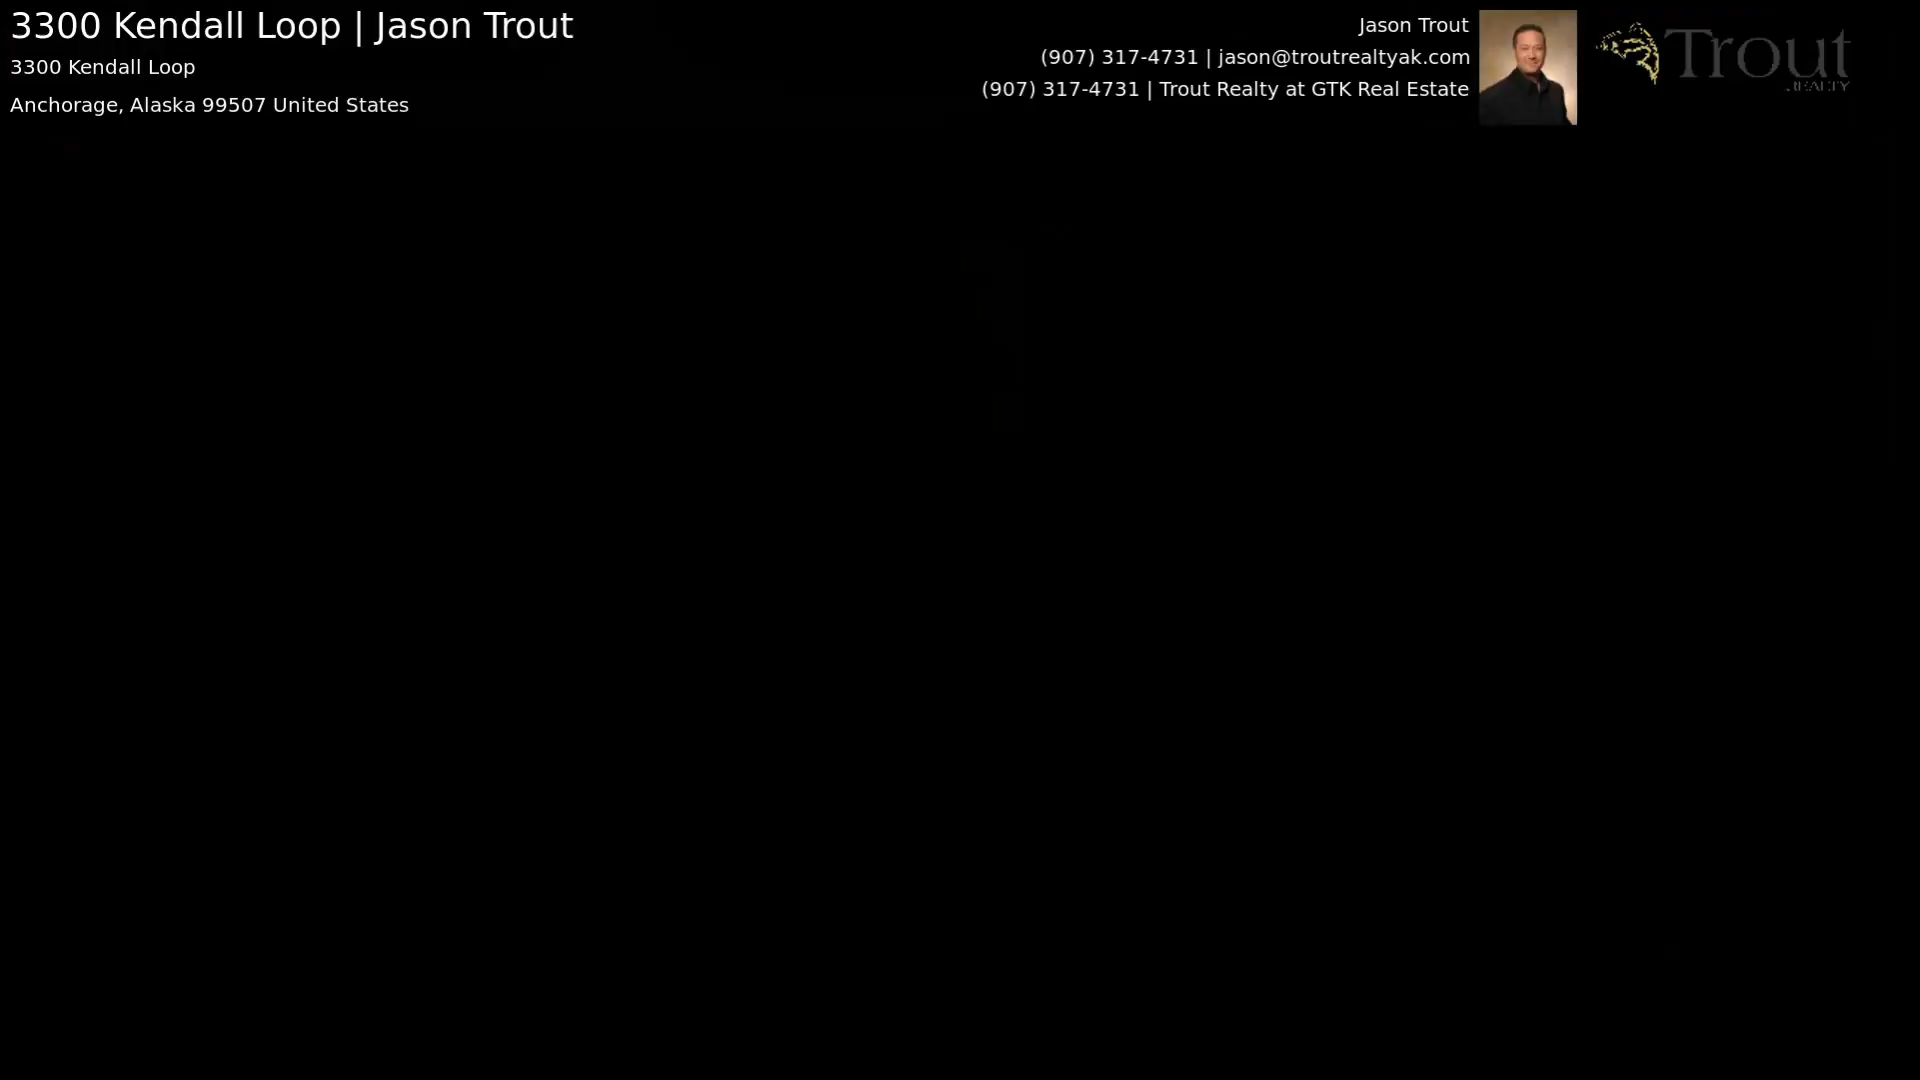 3300 Kendall Loop | Jason Trout
3300 Kendall Loop
Anchorage, Alaska 99507 United States
Jason Trout
(907) 317-4731 | jason@troutrealtyak.com
(907) 317-4731 | Trout Realty at GTK Real Estate
Trout
REALTY